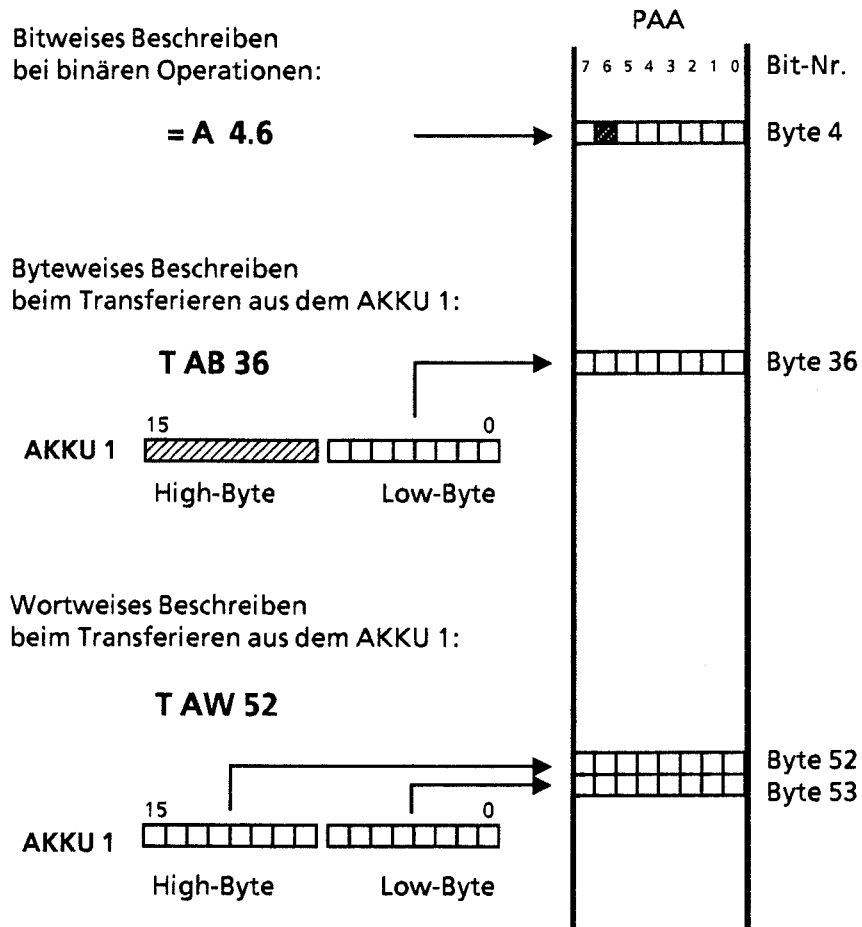 PAA
Bitweises Beschreiben
bei binären Operationen:
7 6 5 4 3 2 1 0 Bit-Nr.
= A 4.6
Byte 4
Byteweises Beschreiben
beim Transferieren aus dem AKKU 1:
T AB 36
Byte 36
15 0
AKKU 1
High-Byte Low-Byte
Wortweises Beschreiben
beim Transferieren aus dem AKKU 1:
T AW 52
Byte 52
Byte 53
15 0
AKKU 1
High-Byte Low-Byte